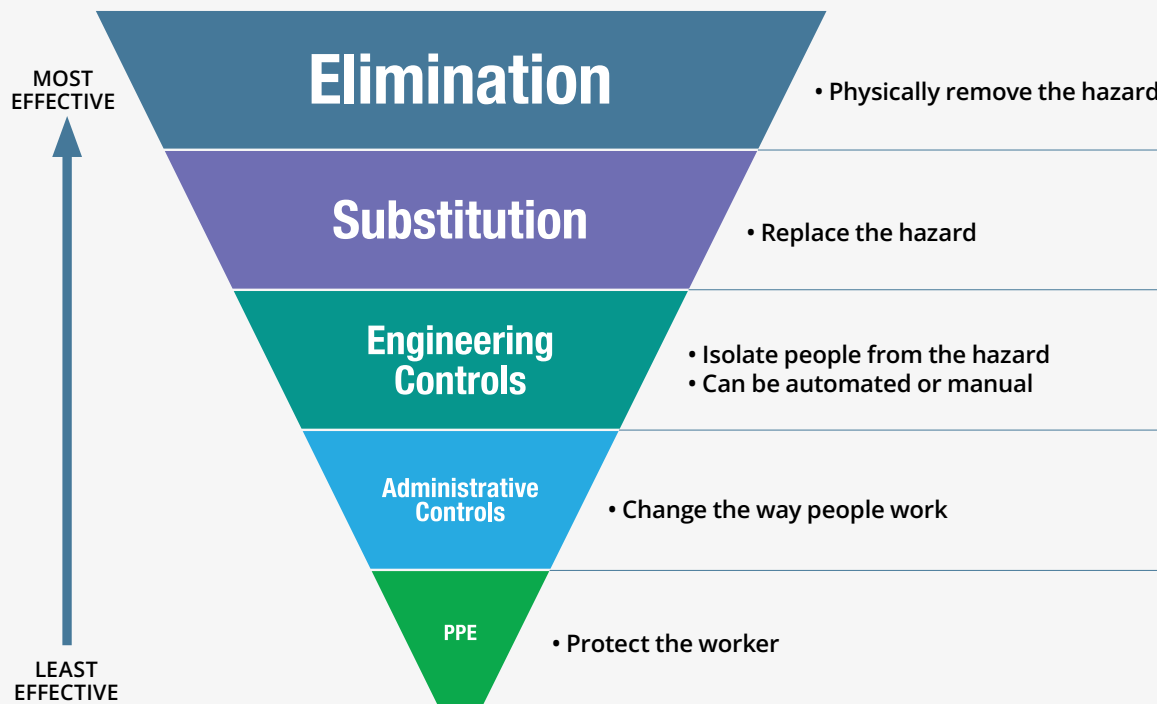 MOST
EFFECTIVE
Elimination
• Physically remove the hazard
Substitution
• Replace the hazard
Engineering
Controls
• Isolate people from the hazard
• Can be automated or manual
Administrative
Controls
• Change the way people work
PPE
• Protect the worker
LEAST
EFFECTIVE